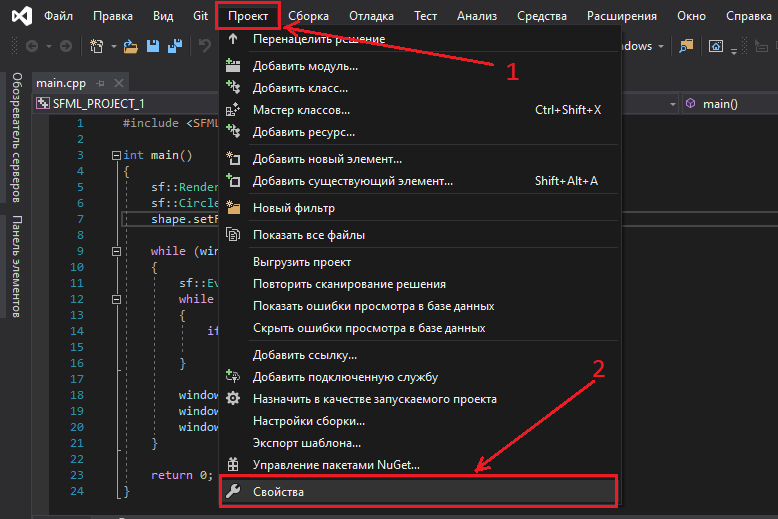 Файл Правка Вид Git Проект Сборка Отладка Тест Анализ Средства Расширения Окно Справка
1
main.cpp
SFML_PROJECT_1
main()
Обозреватель серверов
Панель элементов
Перенацелить решение
Добавить модуль...
Добавить класс...
Мастер классов... Ctrl+Shift+X
Добавить ресурс...
Добавить новый элемент...
Добавить существующий элемент... Shift+Alt+A
Новый фильтр
Показать все файлы
Выгрузить проект
Повторить сканирование решения
Показать ошибки просмотра в базе данных
Скрыть ошибки просмотра в базе данных
Добавить ссылку...
Добавить подключенную службу
Назначить в качестве запускаемого проекта
Настройки сборки...
Экспорт шаблона...
Управление пакетами NuGet...
Свойства
2
1 #include <SFML
2
3 int main()
4 {
5 sf::Render
6 sf::Circle
7 shape.setF
8
9 while (win
10 {
11 sf::Ev
12 while
13 {
14 if
15
16 }
17
18 window
19 window
20 window
21 }
22
23 return 0;
24 }